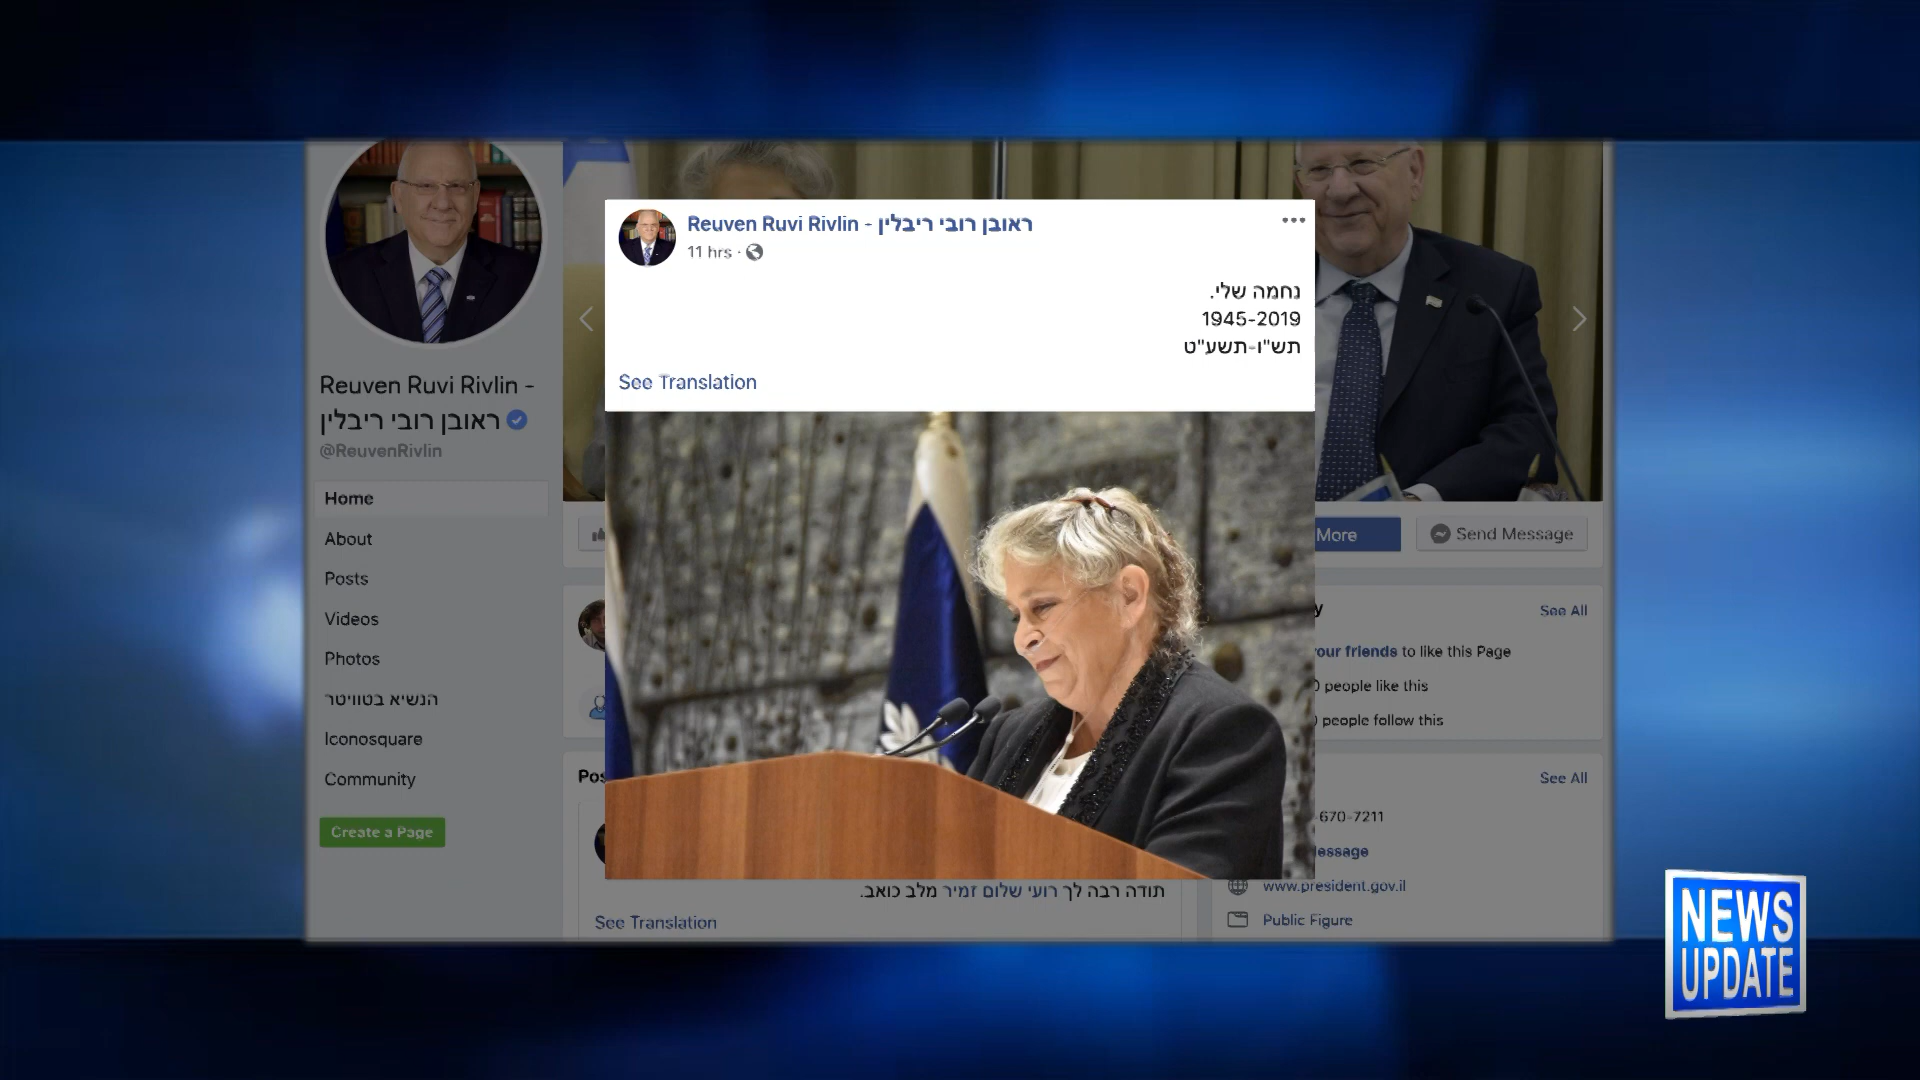 Reuven Ruvi Rivlin - ראובן רובי ריבלין
11 hrs
נחמה שלי.
1945-2019
תש"ו-תשע"ט
See Translation
Reuven Ruvi Rivlin -
ראובן רובי ריבלין
@ReuvenRivlin
Home
About
Posts
Videos
Photos
הנשיא בטוויטר
Iconosquare
Community
Create a Page
More
Send Message
See All
your friends to like this Page
people like this
people follow this
See All
-670-7211
www.president.gov.il
Public Figure
תודה רבה לך רועי שלום זמיר מלב כואב.
See Translation
NEWS
UPDATE